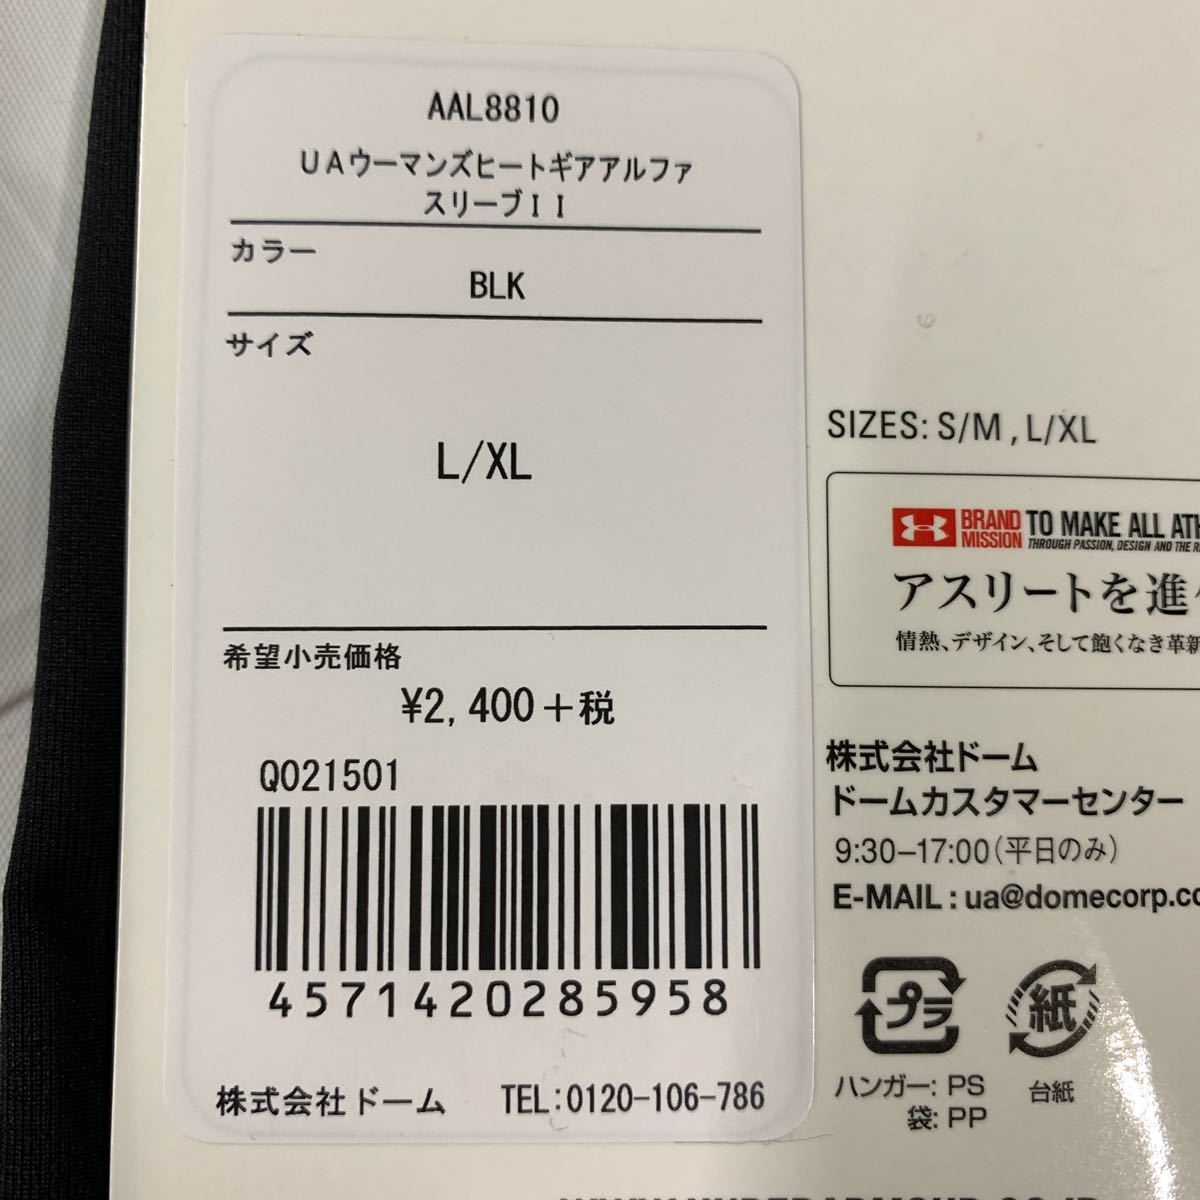 AAL8810
UAウーマンズヒートギアアルファ
スリーブII
カラー
BLK
サイズ
L/XL
希望小売価格
¥2,400+税
Q021501
4571420285958
株式会社ドーム TEL:0120-106-786
SIZES: S/M , L/XL
BRAND MISSION TO MAKE ALL
THROUGH PASSION, DESIGN AND THE
アスリートを進
情熱、デザイン、そして飽くなき革新
株式会社ドーム
ドームカスタマーセンター
9:30–17:00(平日のみ)
E-MAIL : ua@domecorp.co
プラ
紙
ハンガー: PS
袋: PP
台紙